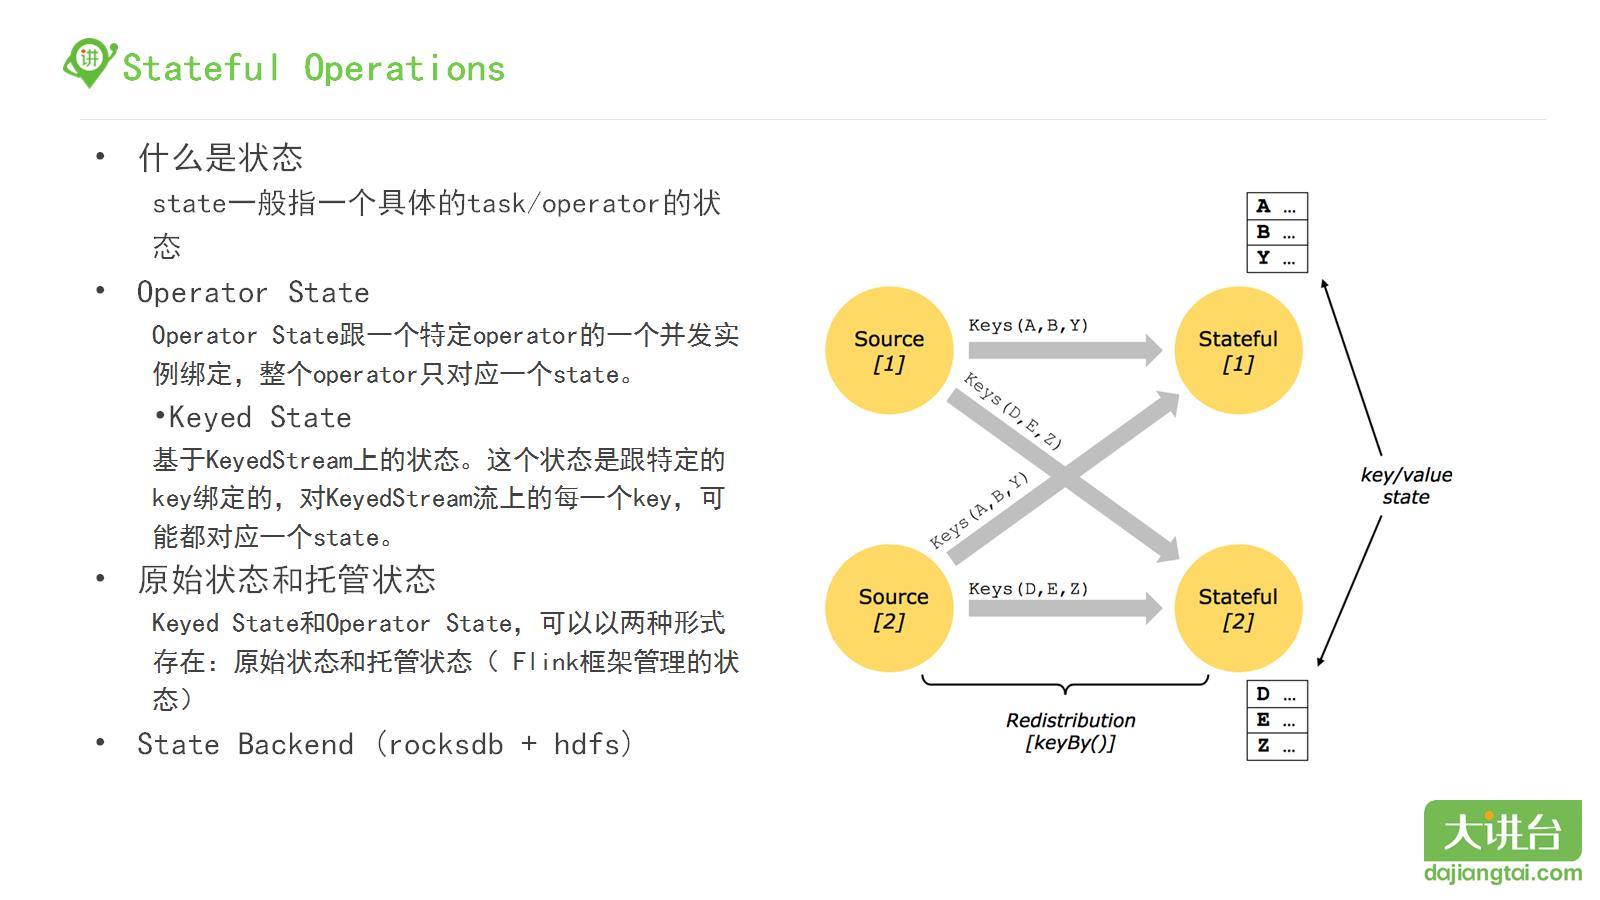 讲
Stateful Operations
• 什么是状态
state一般指一个具体的task/operator的状
态
• Operator State
Operator State跟一个特定operator的一个并发实
例绑定，整个operator只对应一个state。
•Keyed State
基于KeyedStream上的状态。这个状态是跟特定的
key绑定的，对KeyedStream流上的每一个key，可
能都对应一个state。
• 原始状态和托管状态
Keyed State和Operator State，可以以两种形式
存在：原始状态和托管状态（ Flink框架管理的状
态）
• State Backend (rocksdb + hdfs)
A ...
B ...
Y ...
Source
[1]
Keys(A,B,Y)
Stateful
[1]
Keys(D,E,Z)
Keys(A,B,Y)
key/value
state
Source
[2]
Keys(D,E,Z)
Stateful
[2]
D ...
E ...
Z ...
Redistribution
[keyBy()]
大讲台
dajiangtai.com